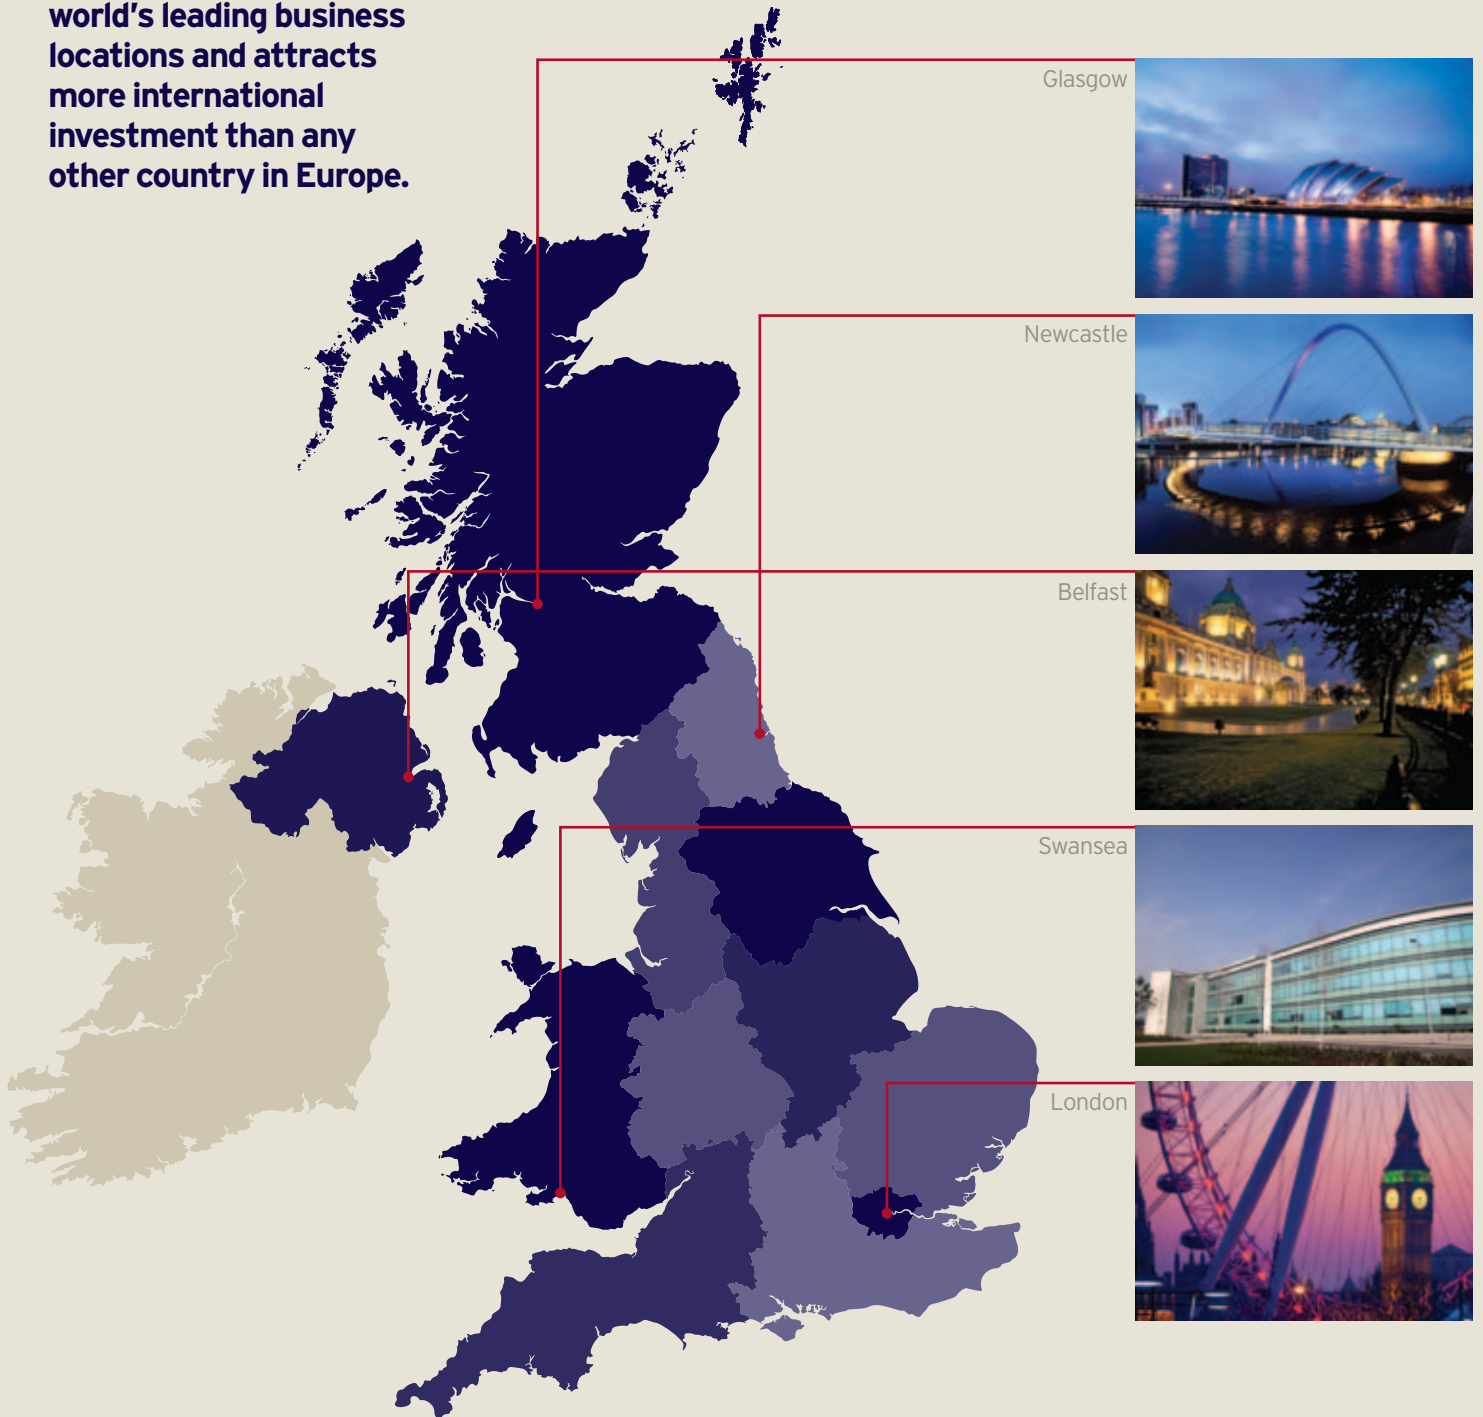 world's leading business
locations and attracts
more international
investment than any
other country in Europe.
Glasgow
Newcastle
Belfast
Swansea
London